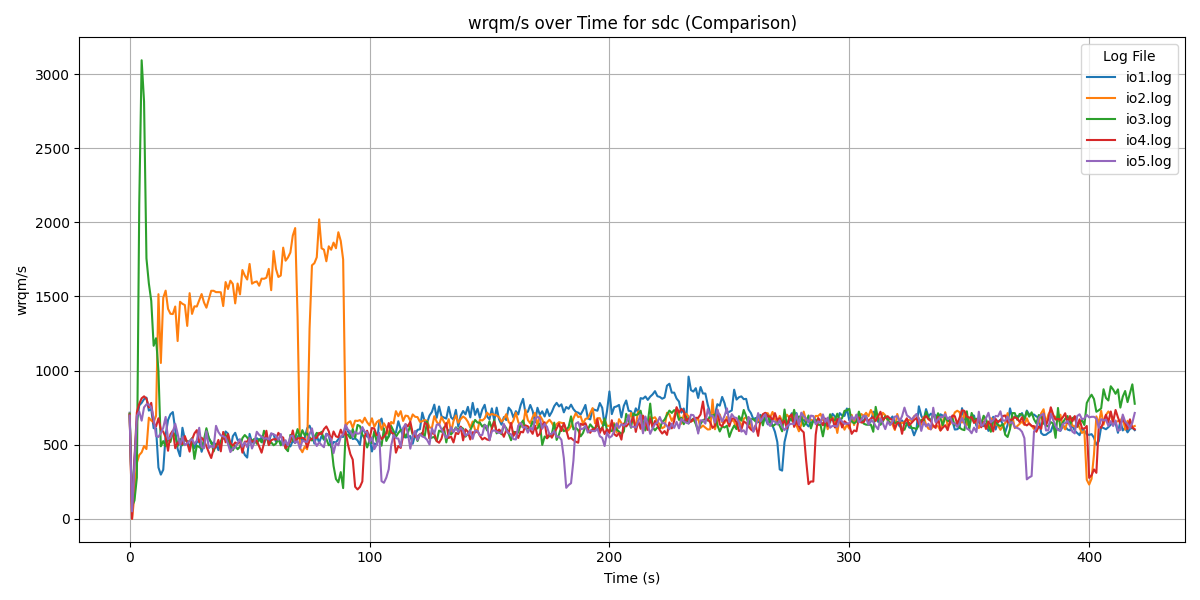 wrqm/s over Time for sdc (Comparison)
Log File
io1.log
io2.log
io3.log
io4.log
io5.log
wrqm/s
3000
2500
2000
1500
1000
500
0
0 100 200 300 400
Time (s)